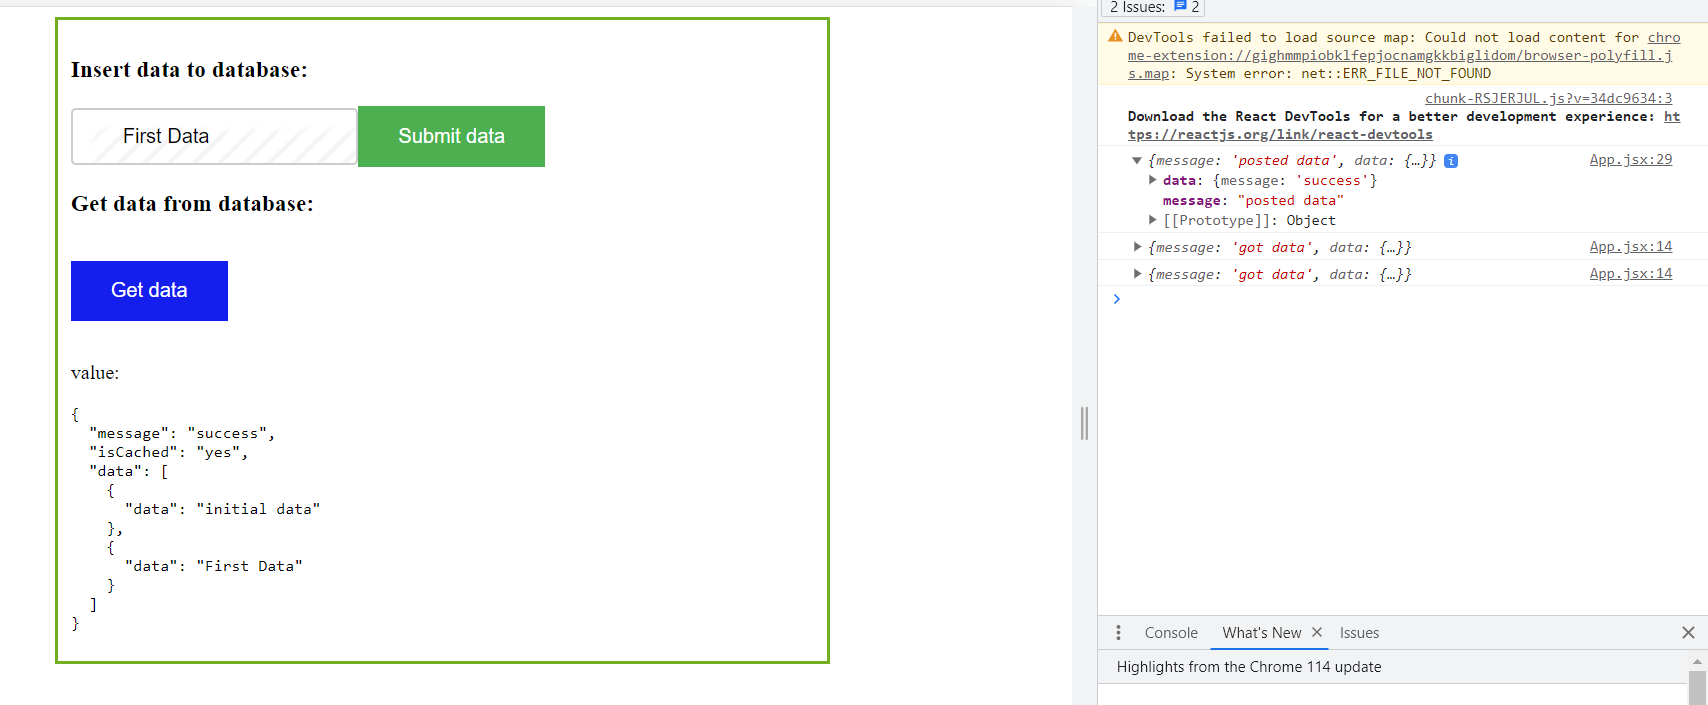 Insert data to database:
First Data
Submit data
Get data from database:
Get data
value:
{
"message": "success",
"isCached": "yes",
"data": [
{
"data": "initial data"
},
{
"data": "First Data"
}
]
}
2 Issues: 2
DevTools failed to load source map: Could not load content for chro
me-extension://gighmmpiobklfepjocnamgkkbiglidom/browser-polyfill.j
s.map: System error: net::ERR_FILE_NOT_FOUND
chunk-RSJERJUL.js?v=34dc9634:3
Download the React DevTools for a better development experience: ht
tps://reactjs.org/link/react-devtools
{message: 'posted data', data: {…}} i App.jsx:29
data: {message: 'success'}
message: "posted data"
[[Prototype]]: Object
{message: 'got data', data: {…}} App.jsx:14
{message: 'got data', data: {…}} App.jsx:14
Console What's New Issues
Highlights from the Chrome 114 update